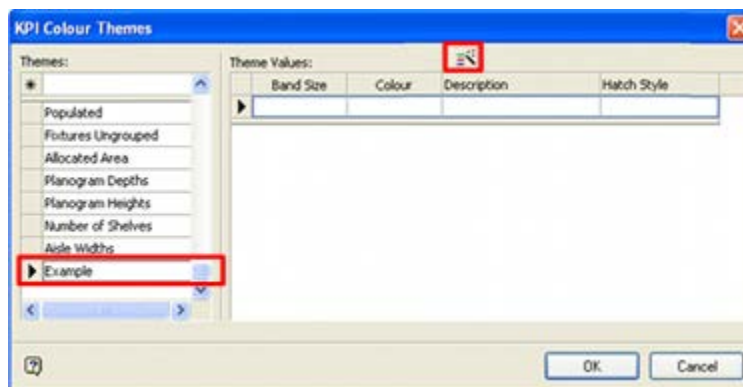 KPI Colour Themes
Themes:
Theme Values:
Band Size Colour Description Hatch Style
Populated
Fixtures Ungrouped
Allocated Area
Planogram Depths
Planogram Heights
Number of Shelves
Aisle Widths
Example
OK Cancel